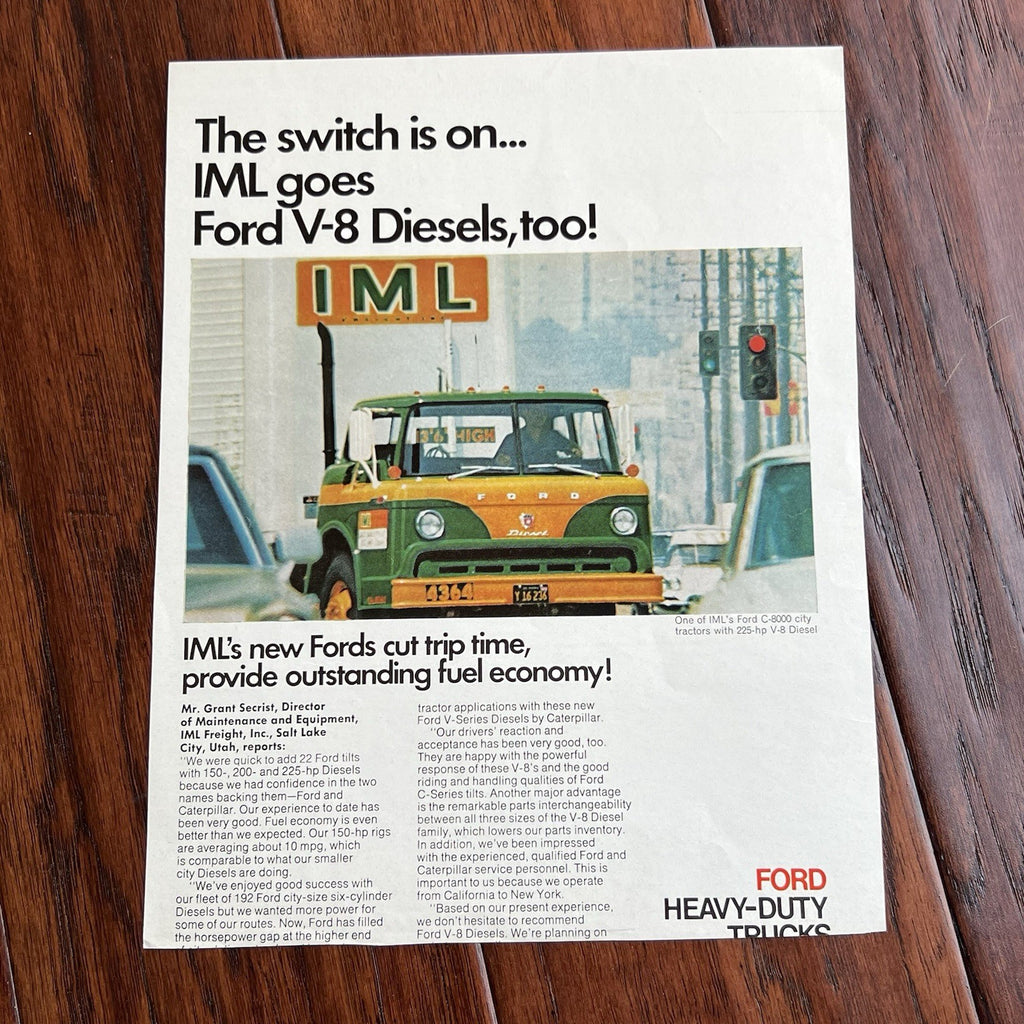 The switch is on...
IML goes
Ford V-8 Diesels, too!
IML
13'6" HIGH
FORD
Diesel
4364
Y 16 236
One of IML's Ford C-8000 city
tractors with 225-hp V-8 Diesel
IML's new Fords cut trip time,
provide outstanding fuel economy!
Mr. Grant Secrist, Director
of Maintenance and Equipment,
IML Freight, Inc., Salt Lake
City, Utah, reports:
"We were quick to add 22 Ford tilts
with 150-, 200- and 225-hp Diesels
because we had confidence in the two
names backing them—Ford and
Caterpillar. Our experience to date has
been very good. Fuel economy is even
better than we expected. Our 150-hp rigs
are averaging about 10 mpg, which
is comparable to what our smaller
city Diesels are doing.
"We've enjoyed good success with
our fleet of 192 Ford city-size six-cylinder
Diesels but we wanted more power for
some of our routes. Now, Ford has filled
the horsepower gap at the higher end
tractor applications with these new
Ford V-Series Diesels by Caterpillar.
"Our drivers' reaction and
acceptance has been very good, too.
They are happy with the powerful
response of these V-8's and the good
riding and handling qualities of Ford
C-Series tilts. Another major advantage
is the remarkable parts interchangeability
between all three sizes of the V-8 Diesel
family, which lowers our parts inventory.
In addition, we've been impressed
with the experienced, qualified Ford and
Caterpillar service personnel. This is
important to us because we operate
from California to New York.
"Based on our present experience,
we don't hesitate to recommend
Ford V-8 Diesels. We're planning on
FORD
HEAVY-DUTY
TRUCKS